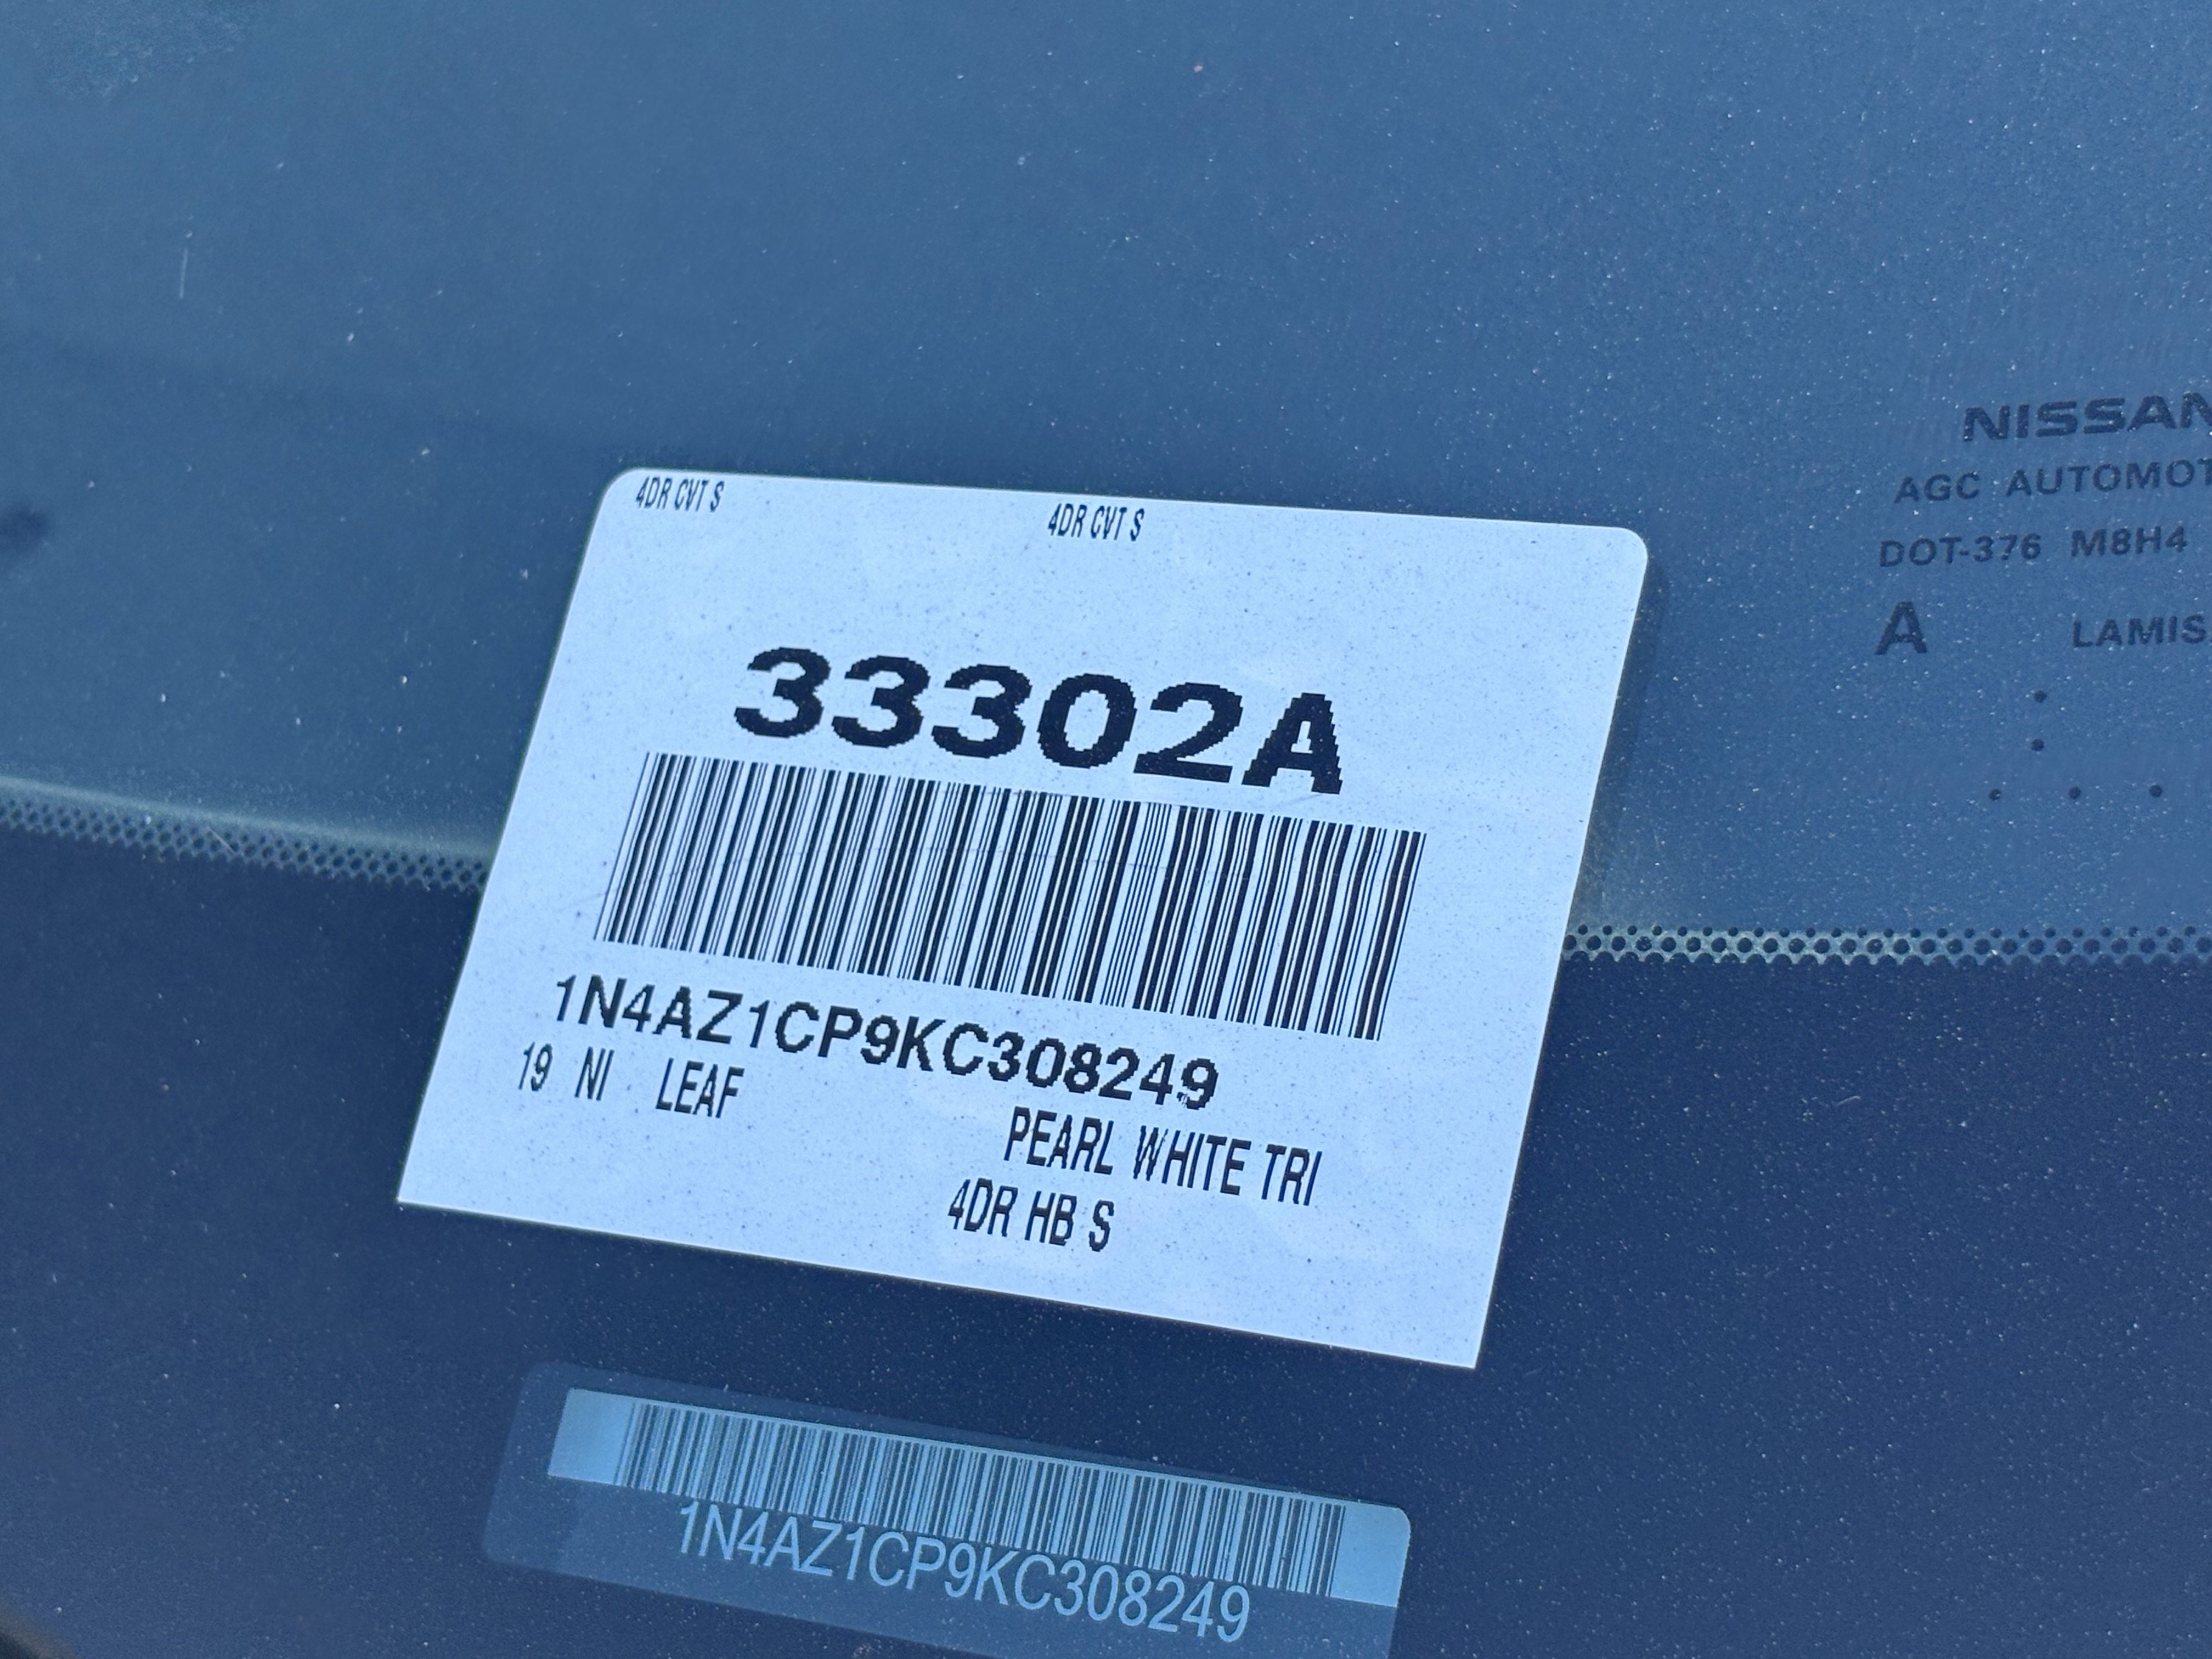 4DR CVT S
4DR CVT S
33302A
1N4AZ1CP9KC308249
19 NI LEAF
PEARL WHITE TRI
4DR HB S
1N4AZ1CP9KC308249
NISSAN
AGC AUTOMOT
DOT-376 M8H4
A LAMIS